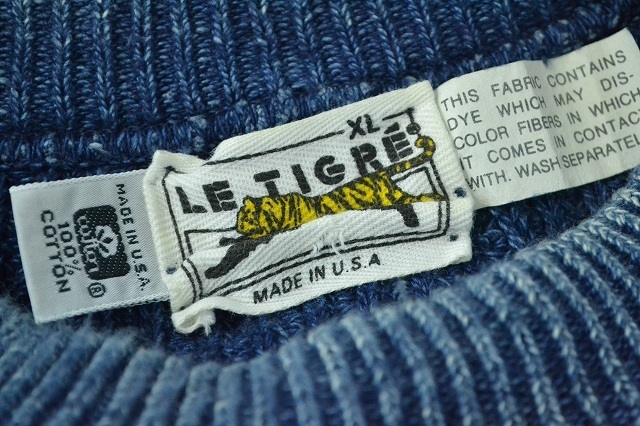 MADE IN U.S.A.
cotton ®
100%
COTTON
XL
LE TIGRE
MADE IN U.S.A
THIS FABRIC CONTAINS
DYE WHICH MAY DIS-
COLOR FIBERS IN WHICH
IT COMES IN CONTACT
WITH. WASH SEPARATELY